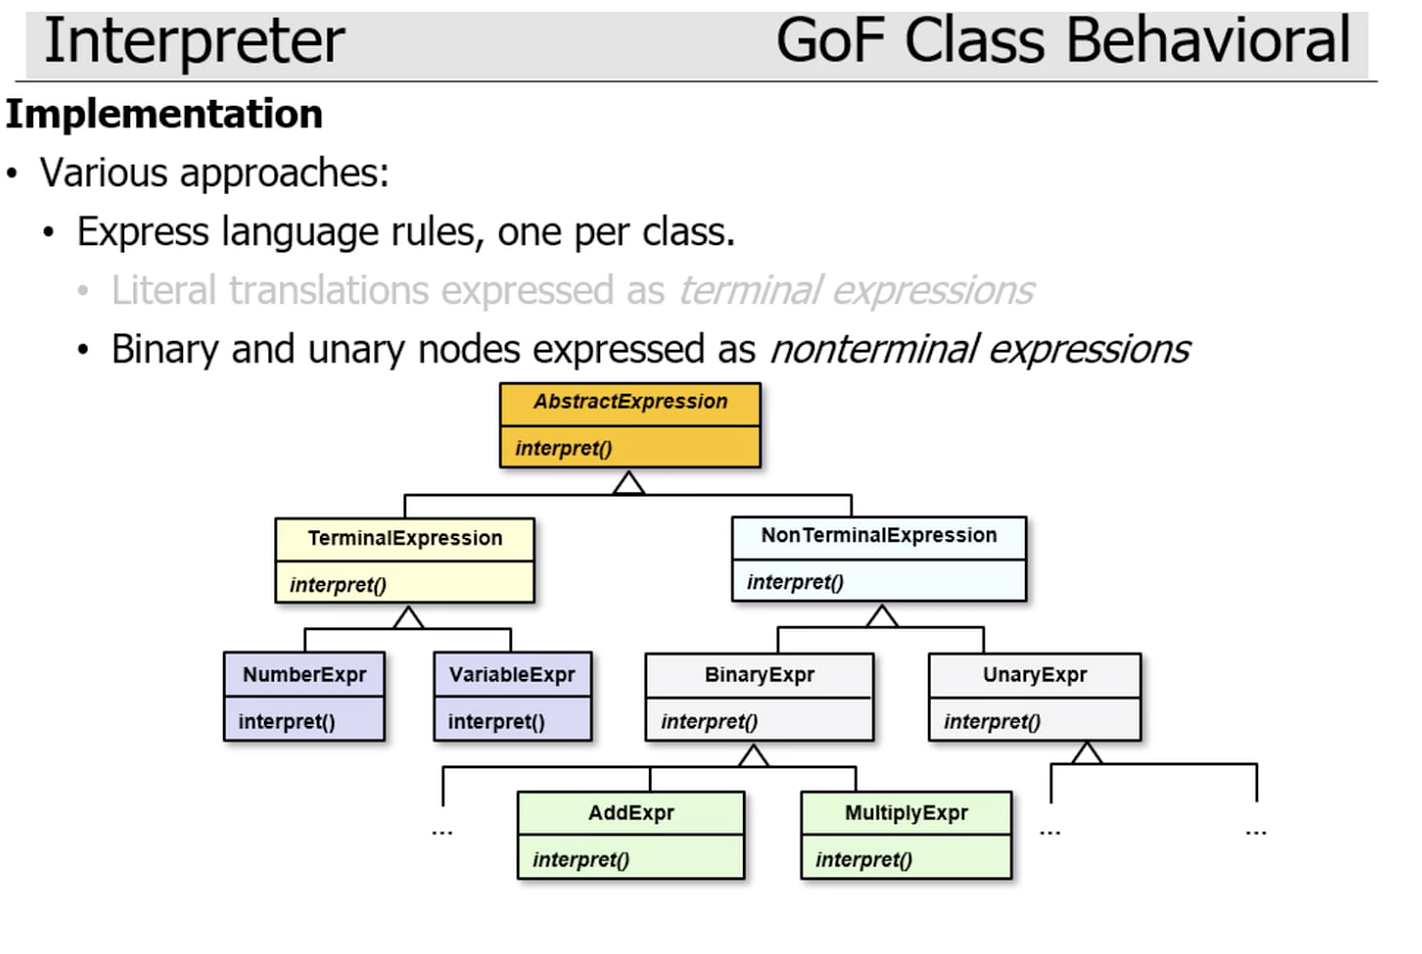 Interpreter GoF Class Behavioral
Implementation
• Various approaches:
• Express language rules, one per class.
• Literal translations expressed as terminal expressions
• Binary and unary nodes expressed as nonterminal expressions
AbstractExpression
interpret()
TerminalExpression
interpret()
NonTerminalExpression
interpret()
NumberExpr
interpret()
VariableExpr
interpret()
BinaryExpr
interpret()
UnaryExpr
interpret()
...
AddExpr
interpret()
MultiplyExpr
interpret()
...
...